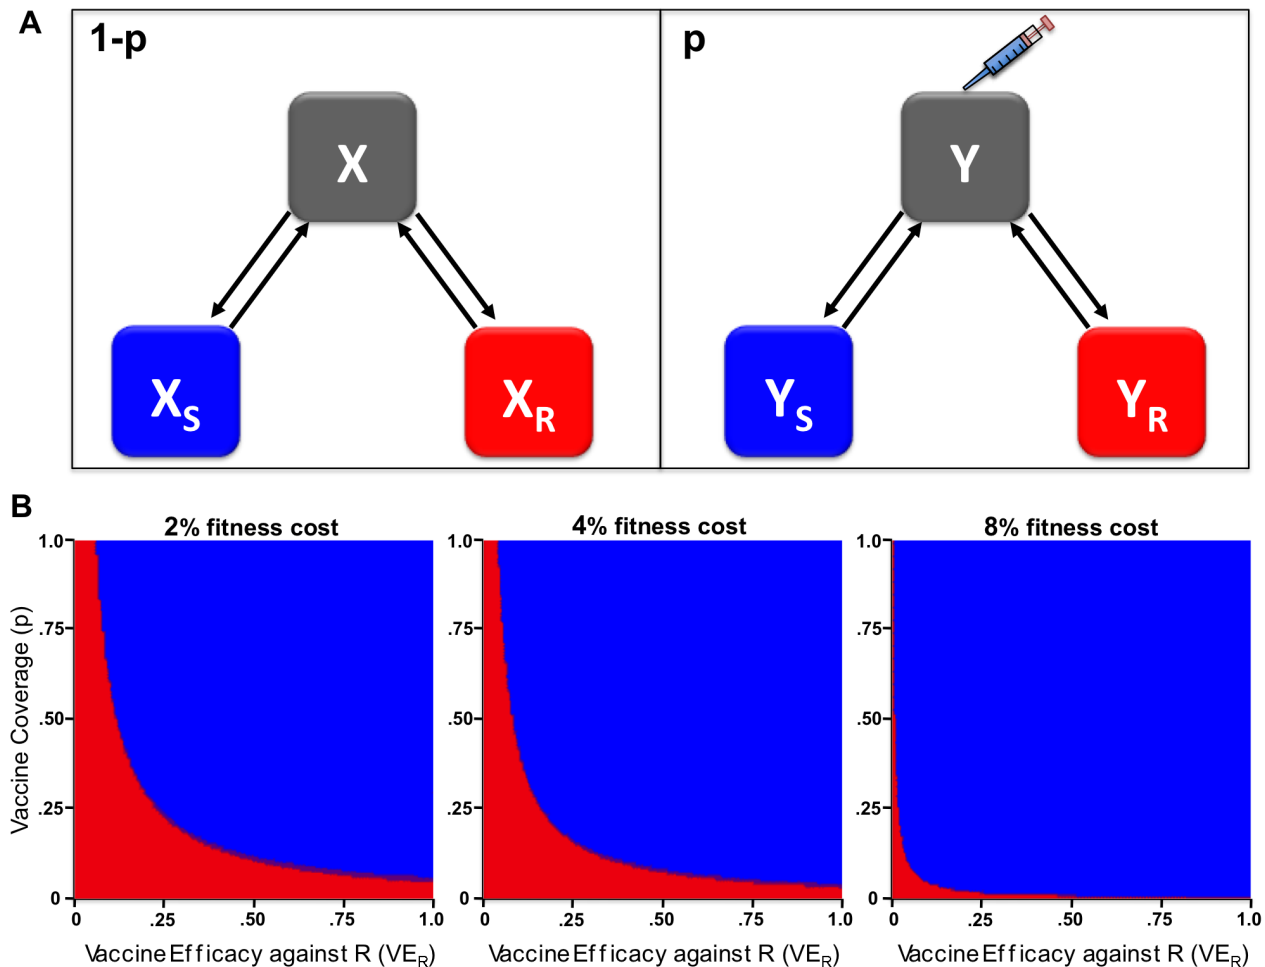 A
1-p
p
X
Y
X_S
X_R
Y_S
Y_R
B
2% fitness cost
4% fitness cost
8% fitness cost
Vaccine Coverage (p)
1.0
.75
.50
.25
0
0
.25
.50
.75
1.0
Vaccine Efficacy against R (VE_R)
1.0
.75
.50
.25
0
0
.25
.50
.75
1.0
Vaccine Efficacy against R (VE_R)
1.0
.75
.50
.25
0
0
.25
.50
.75
1.0
Vaccine Efficacy against R (VE_R)